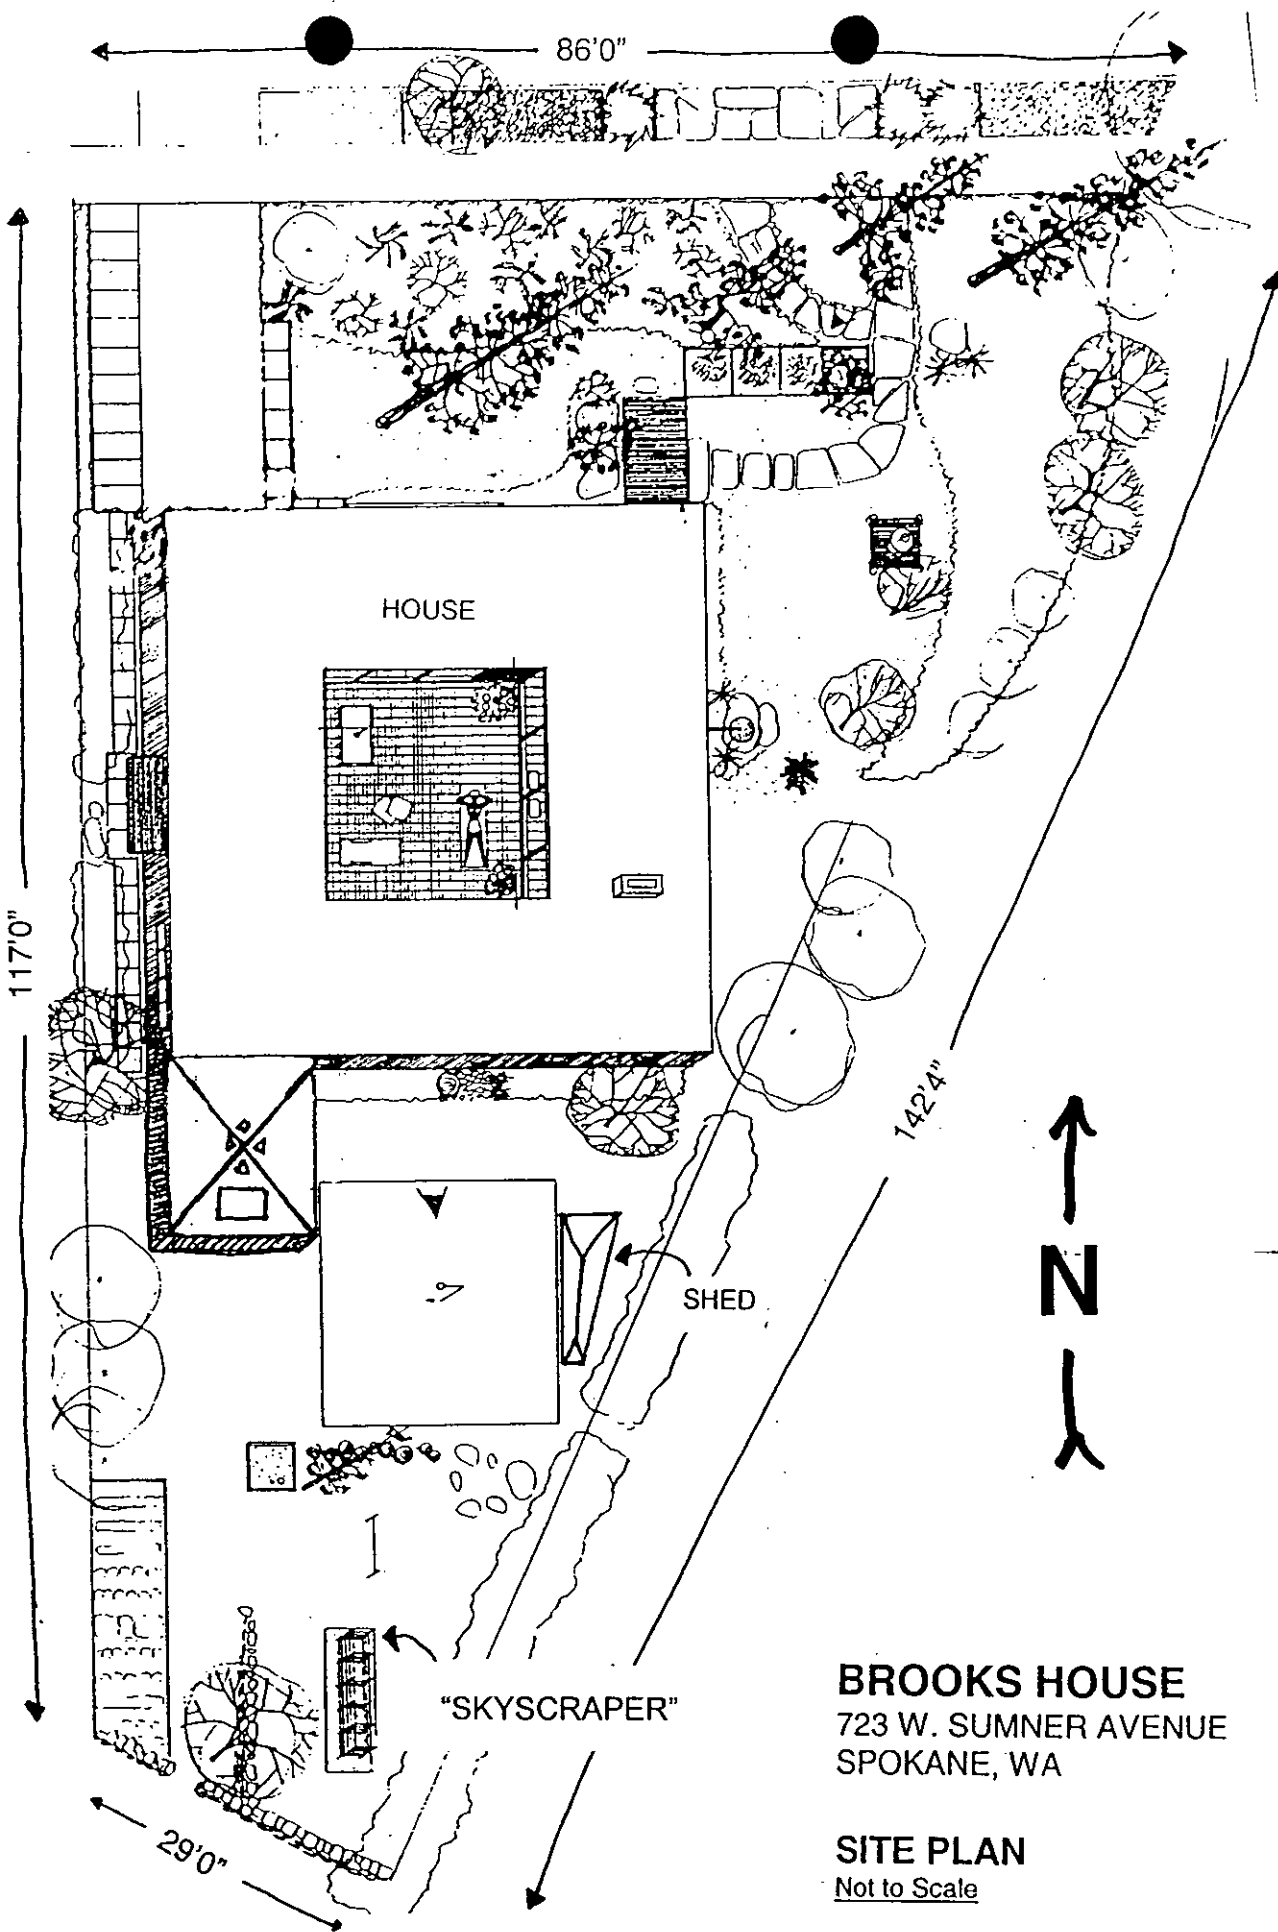 86'0"
HOUSE
117'0"
142'4"
N
SHED
"SKYSCRAPER"
29'0"
BROOKS HOUSE
723 W. SUMNER AVENUE
SPOKANE, WA
SITE PLAN
Not to Scale